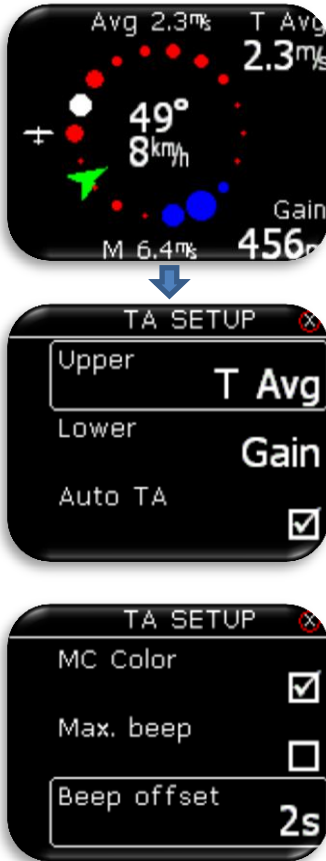 Avg 2.3m/s T Avg
2.3m/s
49°
8km/h
Gain
M 6.4m/s 456m
TA SETUP X
Upper
T Avg
Lower
Gain
Auto TA
TA SETUP X
MC Color
Max. beep
Beep offset
2s